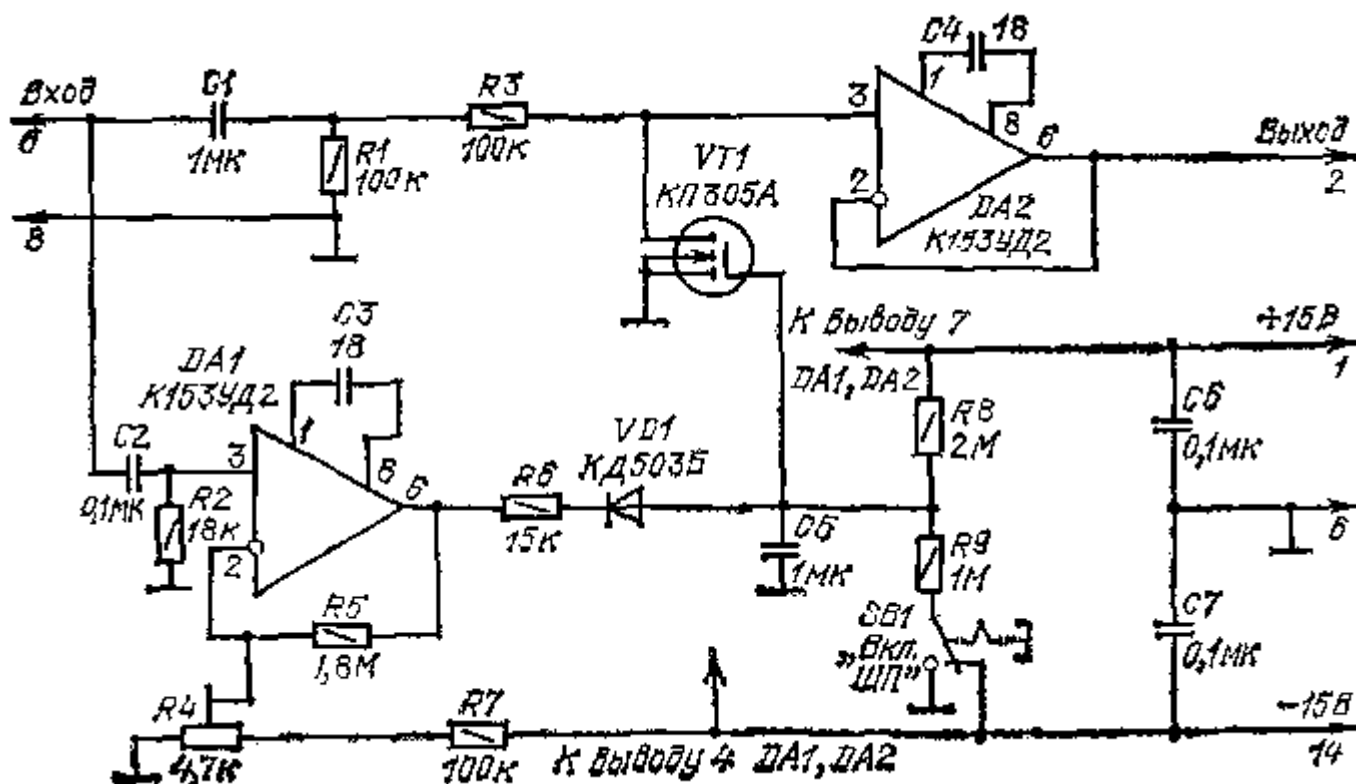 C4 18
Вход
C1
R3
3
1
8
6
Выход
6
1мк
R1
100к
100к
VT1
КП305А
2
DA2
К153УД2
2
8
C3
18
К выводу 7
DA1, DA2
+15В
1
DA1
К153УД2
R8
2М
C6
0,1мк
C2
0,1мк
R2
18к
3
1
8
6
2
R6
15к
VD1
КД503Б
C5
1мк
R9
1М
6
R5
1,8М
SB1
„Вкл.
ШП”
C7
0,1мк
R4
4,7к
R7
100к
К выводу 4 DA1, DA2
-15В
14